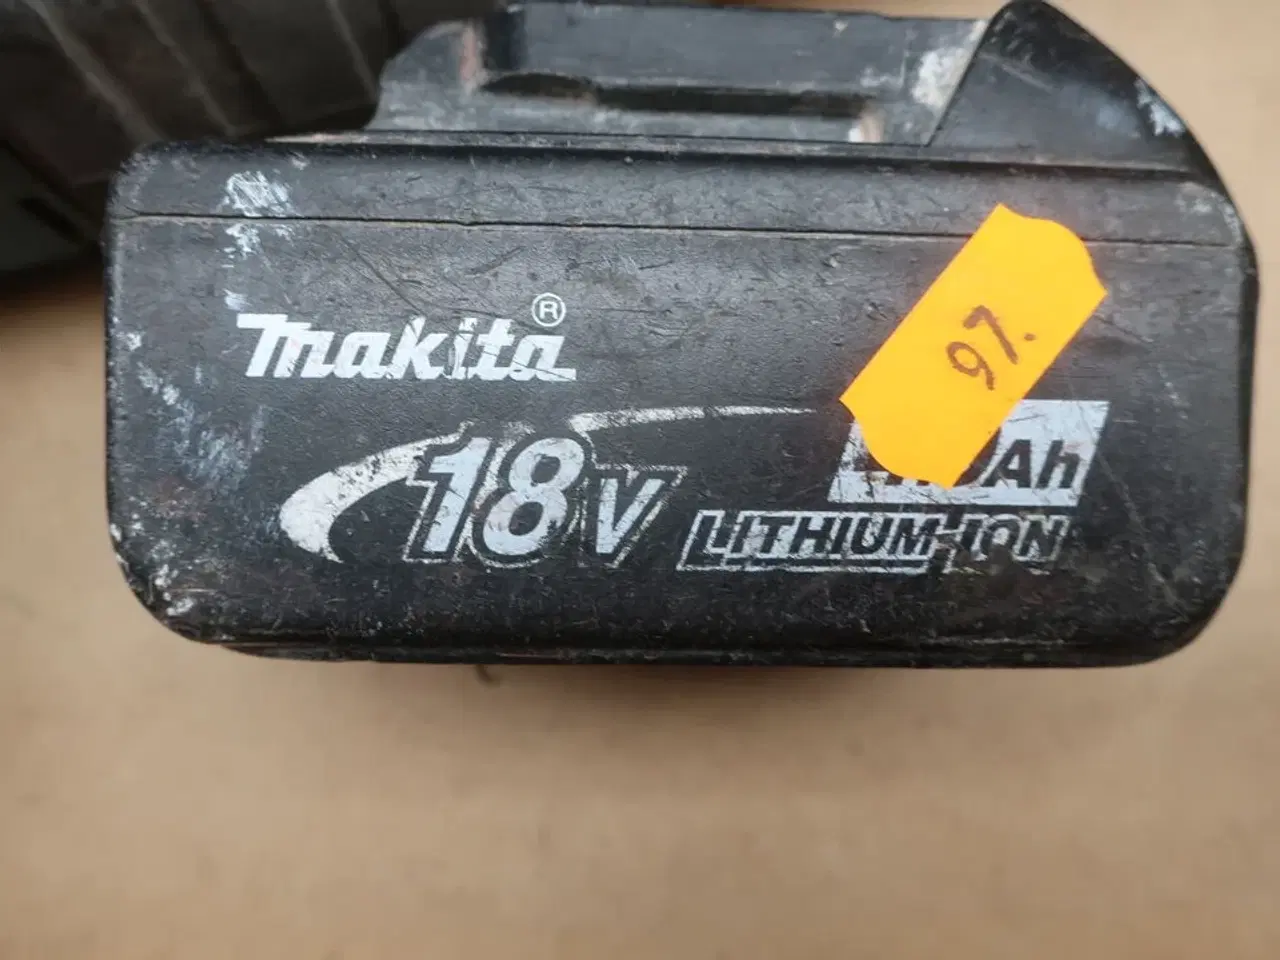 makita®
97.
18V
Ah
LITHIUM-ION